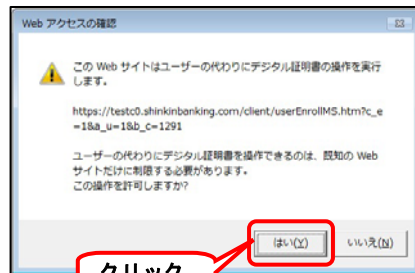 Web アクセスの確認
この Web サイトはユーザーの代わりにデジタル証明書の操作を実行
します。
https://testc0.shinkinbanking.com/client/userEnrollMS.htm?c_e
=1&a_u=1&b_c=1291
ユーザーの代わりにデジタル証明書を操作できるのは、既知の Web
サイトだけに制限する必要があります。
この操作を許可しますか?
はい(Y) いいえ(N)
クリック